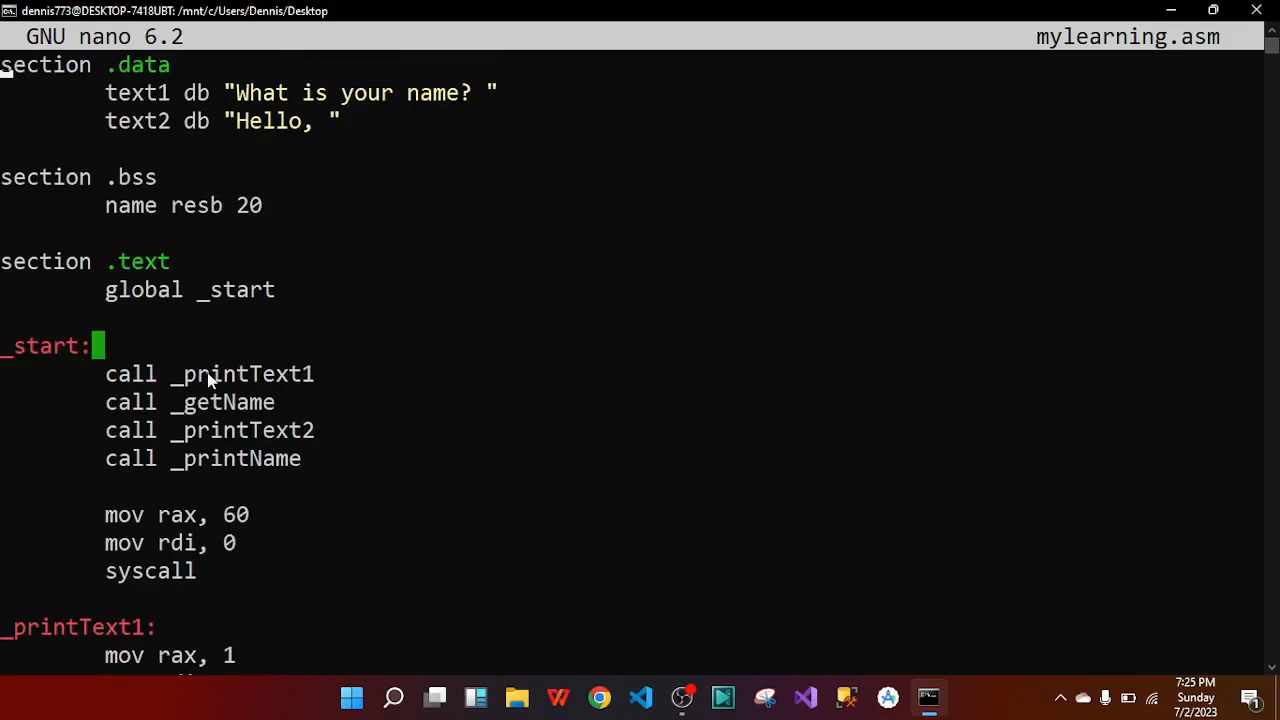 dennis773@DESKTOP-7418UBT: /mnt/c/Users/Dennis/Desktop
GNU nano 6.2 mylearning.asm
section .data
text1 db "What is your name? "
text2 db "Hello, "
section .bss
name resb 20
section .text
global _start
_start:
call _printText1
call _getName
call _printText2
call _printName
mov rax, 60
mov rdi, 0
syscall
_printText1:
mov rax, 1
7:25 PM
Sunday
7/2/2023